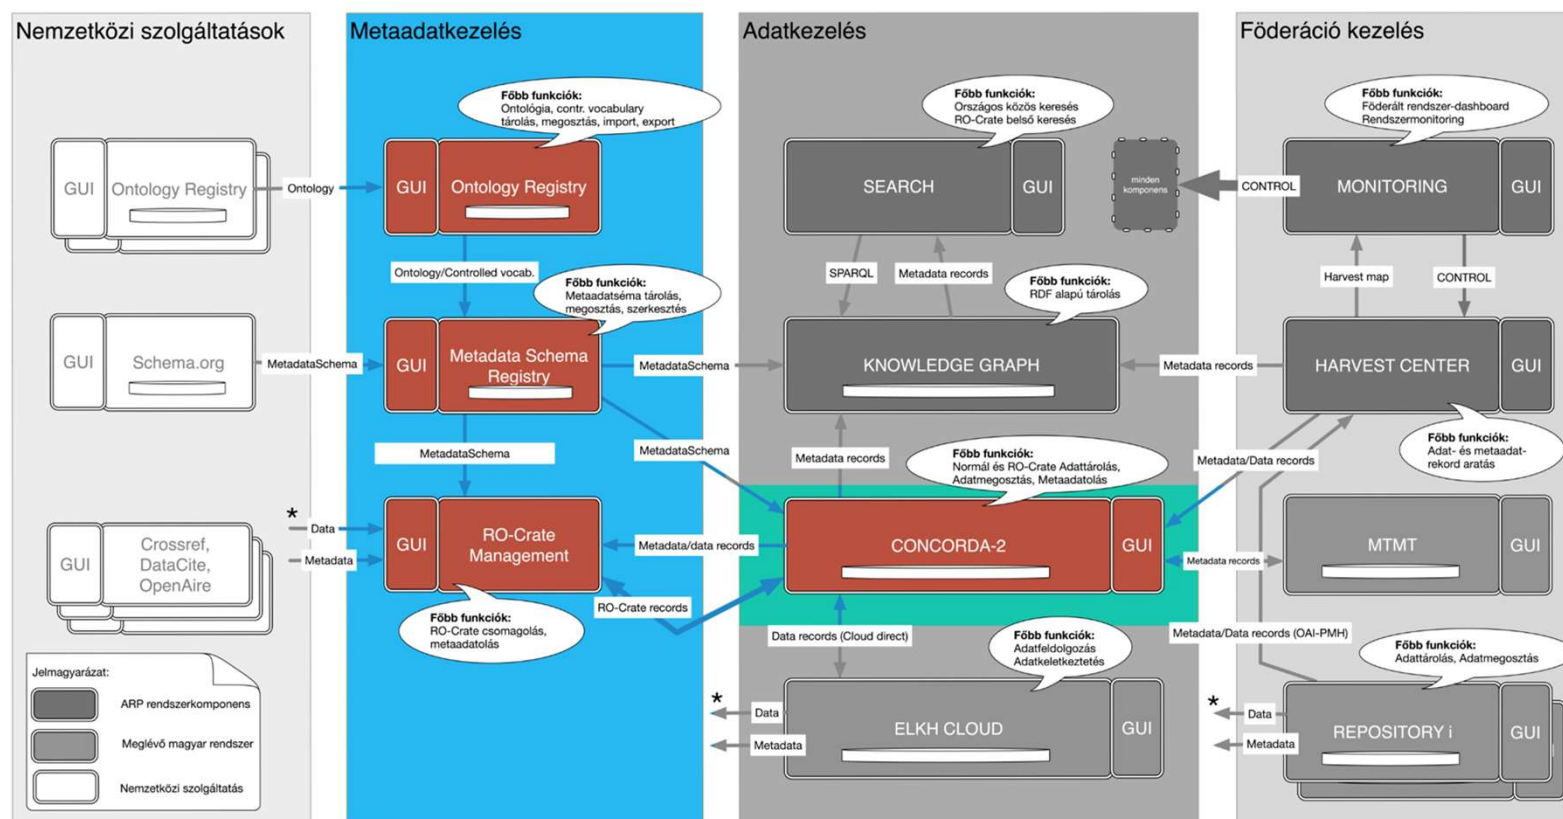 Nemzetközi szolgáltatások
GUI
Ontology Registry
Ontology
GUI
Schema.org
MetadataSchema
GUI
Crossref,
DataCite,
OpenAire
*
Data
Metadata
Jelmagyarázat:
ARP rendszerkomponens
Meglévő magyar rendszer
Nemzetközi szolgáltatás
Metaadatkezelés
Főbb funkciók:
Ontológia, contr. vocabulary
tárolás, megosztás, import, export
GUI
Ontology Registry
Ontology/Controlled vocab.
Főbb funkciók:
Metaadatséma tárolás,
megosztás, szerkesztés
GUI
Metadata Schema
Registry
MetadataSchema
MetadataSchema
MetadataSchema
GUI
RO-Crate
Management
Metadata/data records
RO-Crate records
Főbb funkciók:
RO-Crate csomagolás,
metaadatolás
Adatkezelés
Főbb funkciók:
Országos közös keresés
RO-Crate belső keresés
SEARCH
GUI
minden
komponens
SPARQL
Metadata records
Főbb funkciók:
RDF alapú tárolás
KNOWLEDGE GRAPH
Metadata records
Metadata records
Főbb funkciók:
Normál és RO-Crate Adattárolás,
Adatmegosztás, Metaadatolás
CONCORDA-2
GUI
Metadata records
Data records (Cloud direct)
Főbb funkciók:
Adatfeldolgozás
Adatkeletkeztetés
*
Data
Metadata
ELKH CLOUD
GUI
Föderáció kezelés
Főbb funkciók:
Föderált rendszer-dashboard
Rendszermonitoring
CONTROL
MONITORING
GUI
Harvest map
CONTROL
HARVEST CENTER
GUI
Főbb funkciók:
Adat- és metaadat-
rekord aratás
Metadata/Data records
MTMT
GUI
Metadata/Data records (OAI-PMH)
Főbb funkciók:
Adattárolás, Adatmegosztás
*
Data
Metadata
REPOSITORY i
GUI